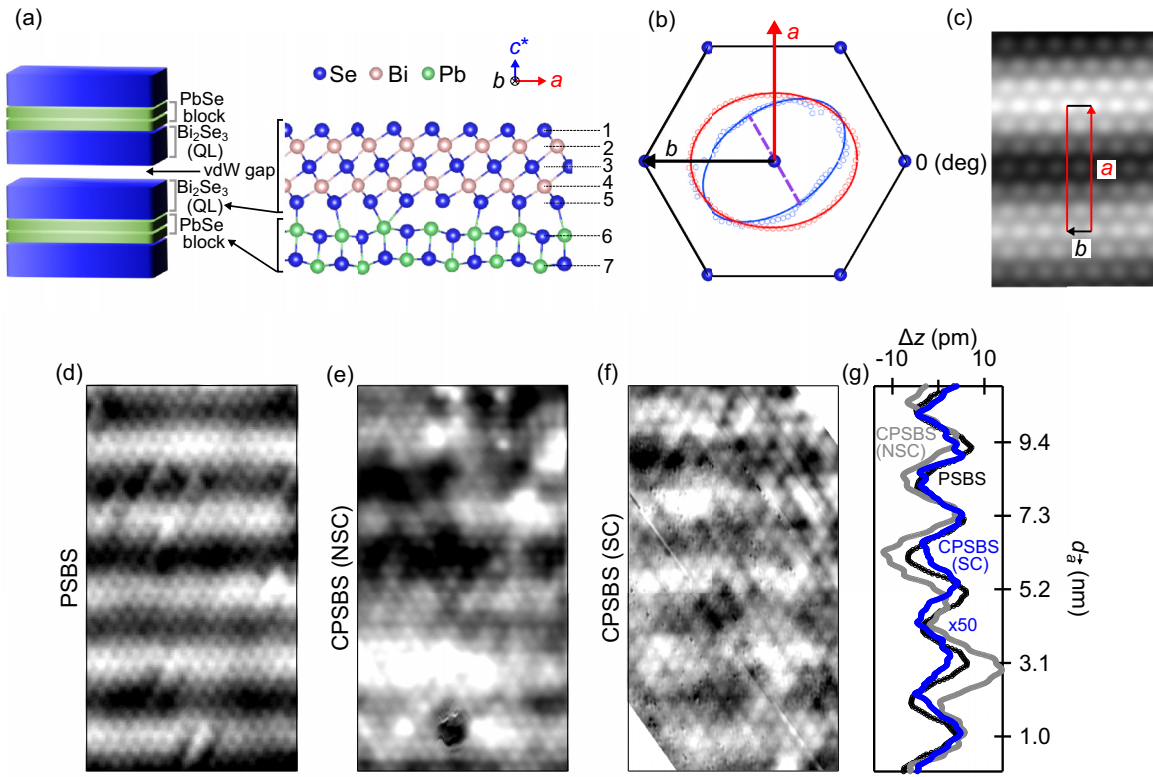 (a)
PbSe
block
Bi2Se3
(QL)
vdW gap
Bi2Se3
(QL)
PbSe
block
Se Bi Pb
c*
b a
1
2
3
4
5
6
7
(b)
a
b
0 (deg)
(c)
a
b
(d)
PSBS
(e)
CPSBS (NSC)
(f)
CPSBS (SC)
(g)
Δz (pm)
-10 10
CPSBS
(NSC)
PSBS
CPSBS
(SC)
x50
9.4
7.3
5.2
3.1
1.0
da→ (nm)